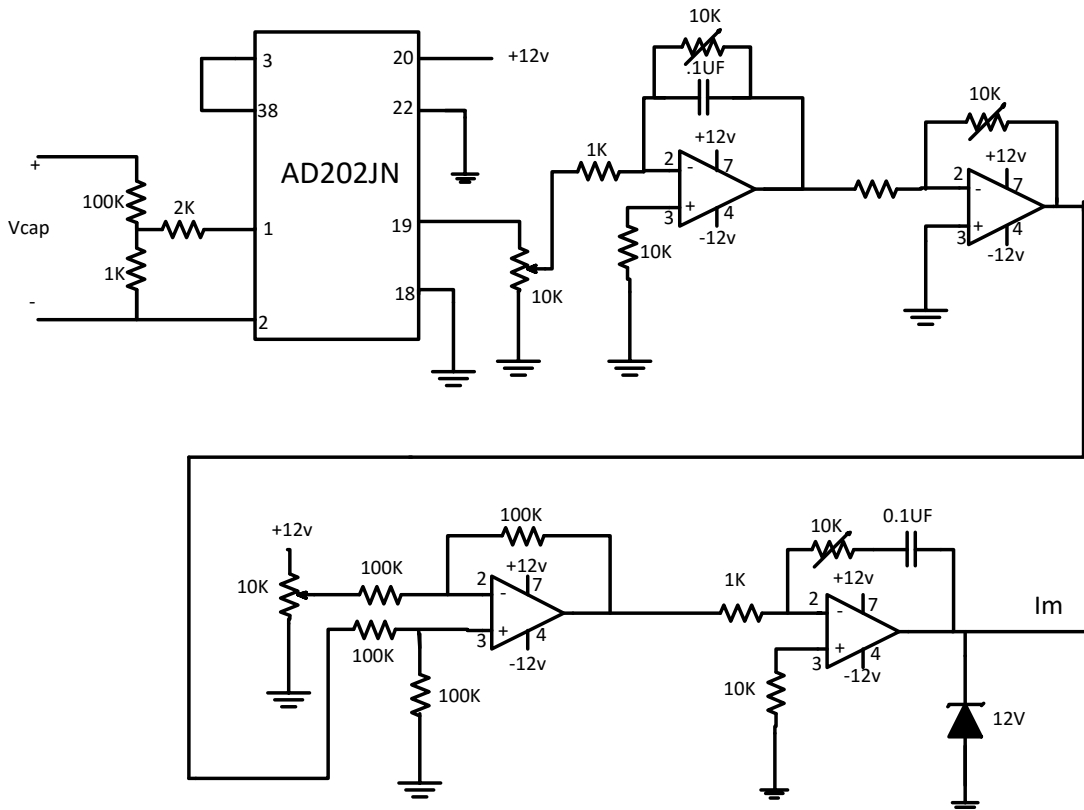 10K
.1UF
3
38
20
+12v
22
AD202JN
+
100K
Vcap
2K
1
1K
-
2
19
18
10K
1K
+12v
2
-
7
+
3
4
-12v
10K
10K
+12v
2
-
7
+
3
4
-12v
+12v
10K
100K
100K
100K
+12v
2
-
7
+
3
4
-12v
100K
1K
10K
0.1UF
+12v
2
-
7
+
3
4
-12v
10K
Im
12V